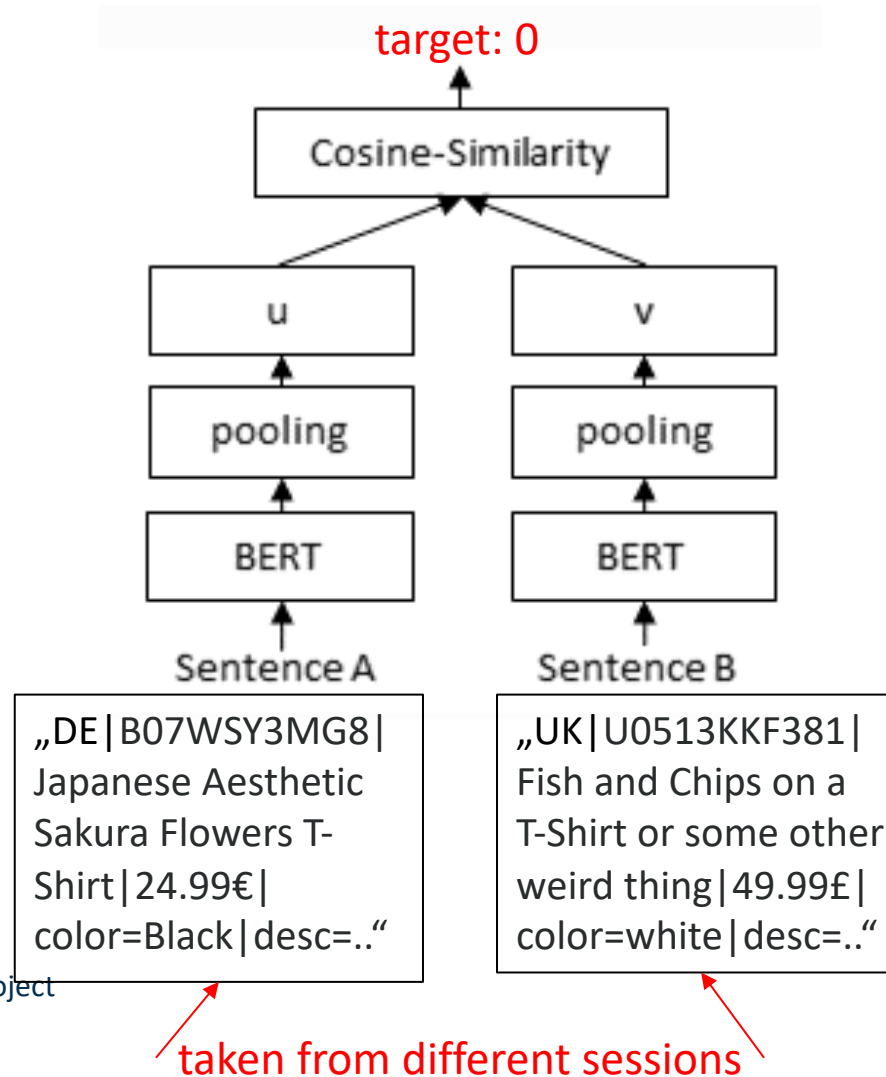 target: 0
Cosine-Similarity
u
v
pooling
pooling
BERT
BERT
Sentence A
Sentence B
„DE|B07WSY3MG8|
Japanese Aesthetic
Sakura Flowers T-
Shirt|24.99€|
color=Black|desc=..“
„UK|U0513KKF381|
Fish and Chips on a
T-Shirt or some other
weird thing|49.99£|
color=white|desc=..“
oject
taken from different sessions